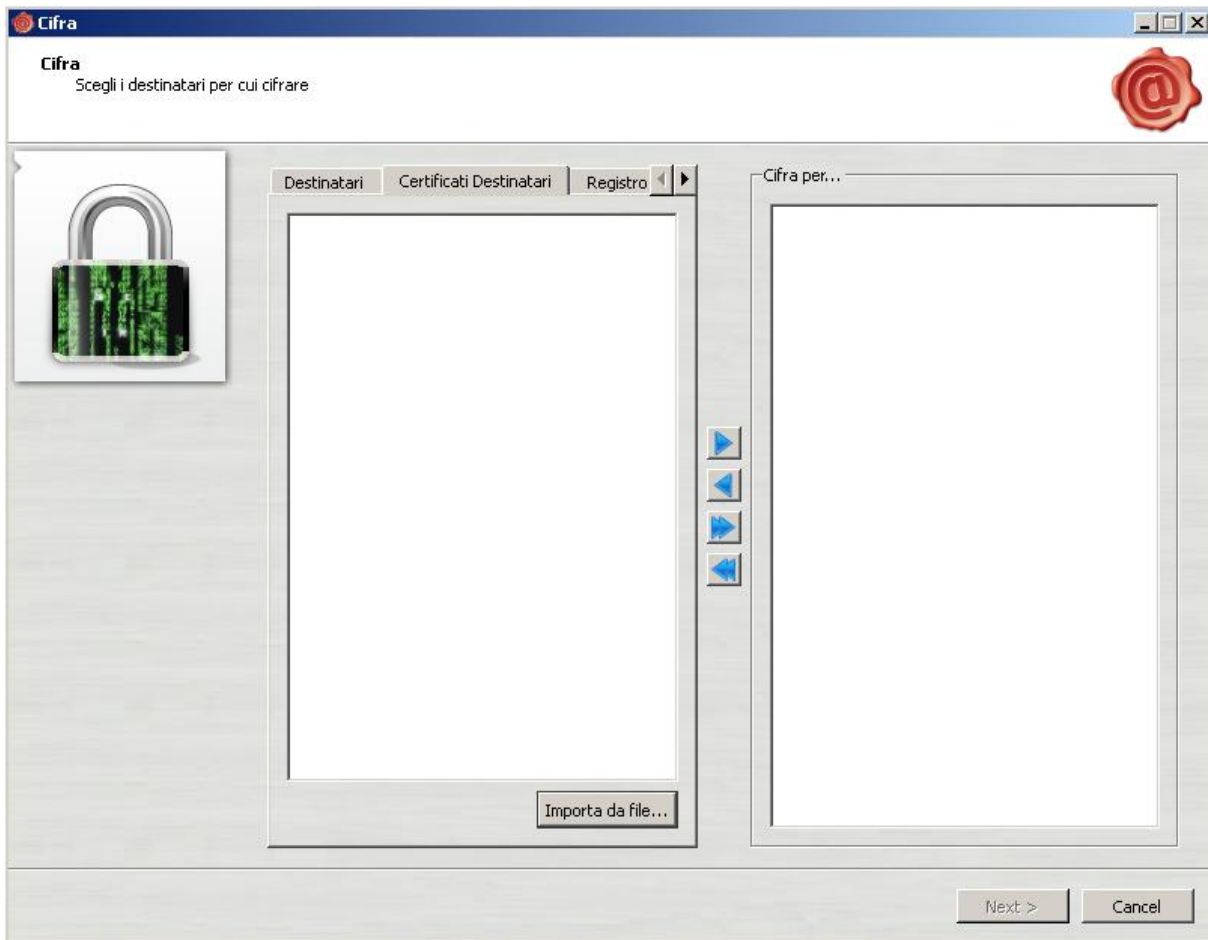 Cifra
Cifra
Scegli i destinatari per cui cifrare
Destinatari
Certificati Destinatari
Registro
Cifra per...
Importa da file...
Next >
Cancel